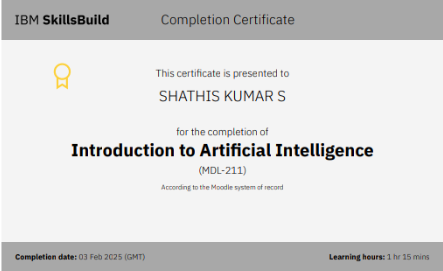 IBM SkillsBuild Completion Certificate
This certificate is presented to
SHATHIS KUMAR S
for the completion of
Introduction to Artificial Intelligence
(MDL-211)
According to the Moodle system of record
Completion date: 03 Feb 2025 (GMT) Learning hours: 1 hr 15 mins